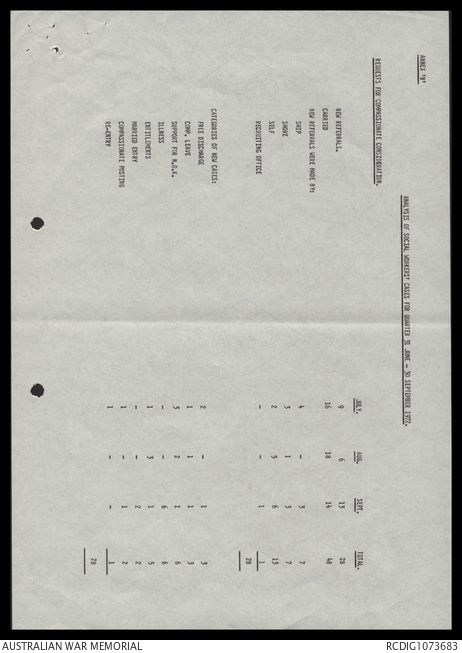 ANNEX 'B'
ANALYSIS OF SOCIAL WORKERS' CASES FOR QUARTER 31 JUNE - 30 SEPTEMBER 1972.
REQUESTS FOR COMPASSIONATE CONSIDERATION.
JULY. AUG. SEPT. TOTAL.
NEW REFERRALS. 9 6 13 28
CARRIED 16 18 14 48
NEW REFERRALS WERE MADE BY:
SHIP 4 - 3 7
SHORE 3 1 3 7
SELF 2 5 6 13
RECRUITING OFFICE - - 1 1
28
CATEGORIES OF NEW CASES:
FREE DISCHARGE 2 - 1 3
COMP. LEAVE 1 1 1 3
SUPPORT FOR N.O.K. 3 2 1 6
ILLNESS - - 6 6
ENTITLEMENTS 1 3 1 5
MARRIED ENTRY - - 2 2
COMPASSIONATE POSTING 1 - 1 2
RE-ENTRY 1 - - 1
28
AUSTRALIAN WAR MEMORIAL RCDIG1073683